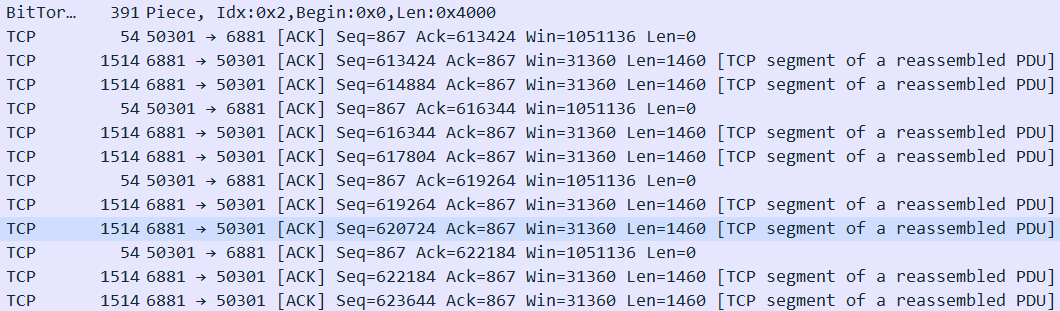 BitTor… 391 Piece, Idx:0x2,Begin:0x0,Len:0x4000
TCP 54 50301 → 6881 [ACK] Seq=867 Ack=613424 Win=1051136 Len=0
TCP 1514 6881 → 50301 [ACK] Seq=613424 Ack=867 Win=31360 Len=1460 [TCP segment of a reassembled PDU]
TCP 1514 6881 → 50301 [ACK] Seq=614884 Ack=867 Win=31360 Len=1460 [TCP segment of a reassembled PDU]
TCP 54 50301 → 6881 [ACK] Seq=867 Ack=616344 Win=1051136 Len=0
TCP 1514 6881 → 50301 [ACK] Seq=616344 Ack=867 Win=31360 Len=1460 [TCP segment of a reassembled PDU]
TCP 1514 6881 → 50301 [ACK] Seq=617804 Ack=867 Win=31360 Len=1460 [TCP segment of a reassembled PDU]
TCP 54 50301 → 6881 [ACK] Seq=867 Ack=619264 Win=1051136 Len=0
TCP 1514 6881 → 50301 [ACK] Seq=619264 Ack=867 Win=31360 Len=1460 [TCP segment of a reassembled PDU]
TCP 1514 6881 → 50301 [ACK] Seq=620724 Ack=867 Win=31360 Len=1460 [TCP segment of a reassembled PDU]
TCP 54 50301 → 6881 [ACK] Seq=867 Ack=622184 Win=1051136 Len=0
TCP 1514 6881 → 50301 [ACK] Seq=622184 Ack=867 Win=31360 Len=1460 [TCP segment of a reassembled PDU]
TCP 1514 6881 → 50301 [ACK] Seq=623644 Ack=867 Win=31360 Len=1460 [TCP segment of a reassembled PDU]